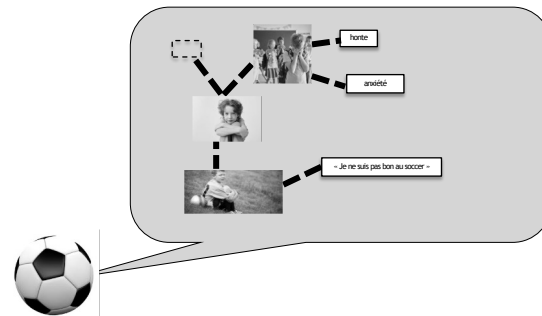 honte
anxiété
« Je ne suis pas bon au soccer »